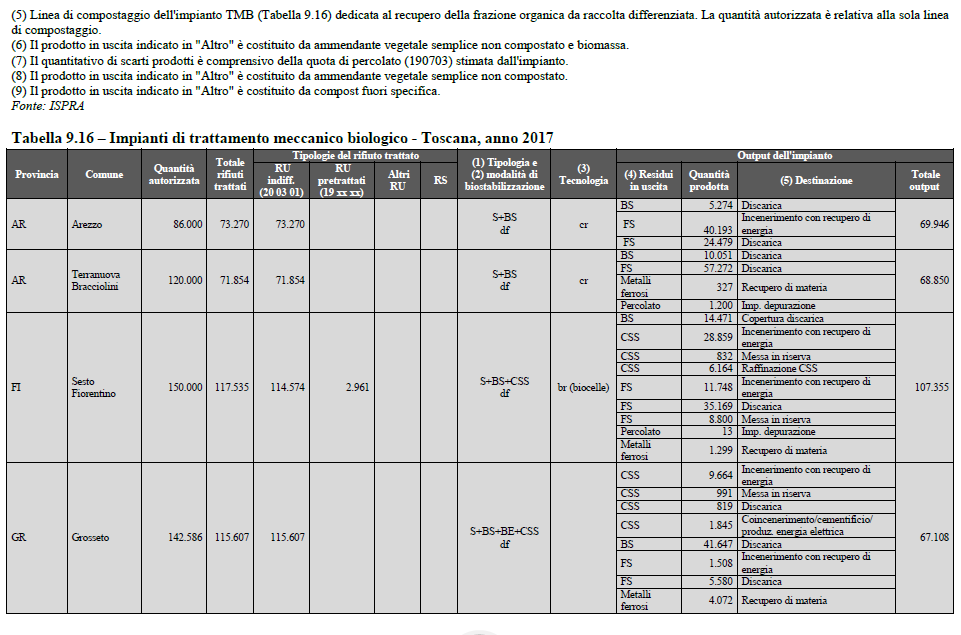 (5) Linea di compostaggio dell'impianto TMB (Tabella 9.16) dedicata al recupero della frazione organica da raccolta differenziata. La quantità autorizzata è relativa alla sola linea
di compostaggio.
(6) Il prodotto in uscita indicato in "Altro" è costituito da ammendante vegetale semplice non compostato e biomassa.
(7) Il quantitativo di scarti prodotti è comprensivo della quota di percolato (190703) stimata dall'impianto.
(8) Il prodotto in uscita indicato in "Altro" è costituito da ammendante vegetale semplice non compostato.
(9) Il prodotto in uscita indicato in "Altro" è costituito da compost fuori specifica.
Fonte: ISPRA
Tabella 9.16 – Impianti di trattamento meccanico biologico - Toscana, anno 2017
Provincia Comune Quantità autorizzata Totale rifiuti trattati Tipologie del rifiuto trattato (1) Tipologia e (2) modalità di biostabilizzazione (3) Tecnologia Output dell'impianto
RU indiff. (20 03 01) RU pretrattati (19 xx xx) Altri RU RS (4) Residui in uscita Quantità prodotta (5) Destinazione Totale output
AR Arezzo 86.000 73.270 73.270 S+BS df cr BS 5.274 Discarica 69.946
FS 40.193 Incenerimento con recupero di energia
FS 24.479 Discarica
AR Terranuova Bracciolini 120.000 71.854 71.854 S+BS df cr BS 10.051 Discarica 68.850
FS 57.272 Discarica
Metalli ferrosi 327 Recupero di materia
Percolato 1.200 Imp. depurazione
FI Sesto Fiorentino 150.000 117.535 114.574 2.961 S+BS+CSS df br (biocelle) BS 14.471 Copertura discarica 107.355
CSS 28.859 Incenerimento con recupero di energia
CSS 832 Messa in riserva
CSS 6.164 Raffinazione CSS
FS 11.748 Incenerimento con recupero di energia
FS 35.169 Discarica
FS 8.800 Messa in riserva
Percolato 13 Imp. depurazione
Metalli ferrosi 1.299 Recupero di materia
GR Grosseto 142.586 115.607 115.607 S+BS+BE+CSS df CSS 9.664 Incenerimento con recupero di energia 67.108
CSS 991 Messa in riserva
CSS 819 Discarica
CSS 1.845 Coincenerimento/cementificio/ produz. energia elettrica
BS 41.647 Discarica
FS 1.508 Incenerimento con recupero di energia
FS 5.580 Discarica
Metalli ferrosi 4.072 Recupero di materia